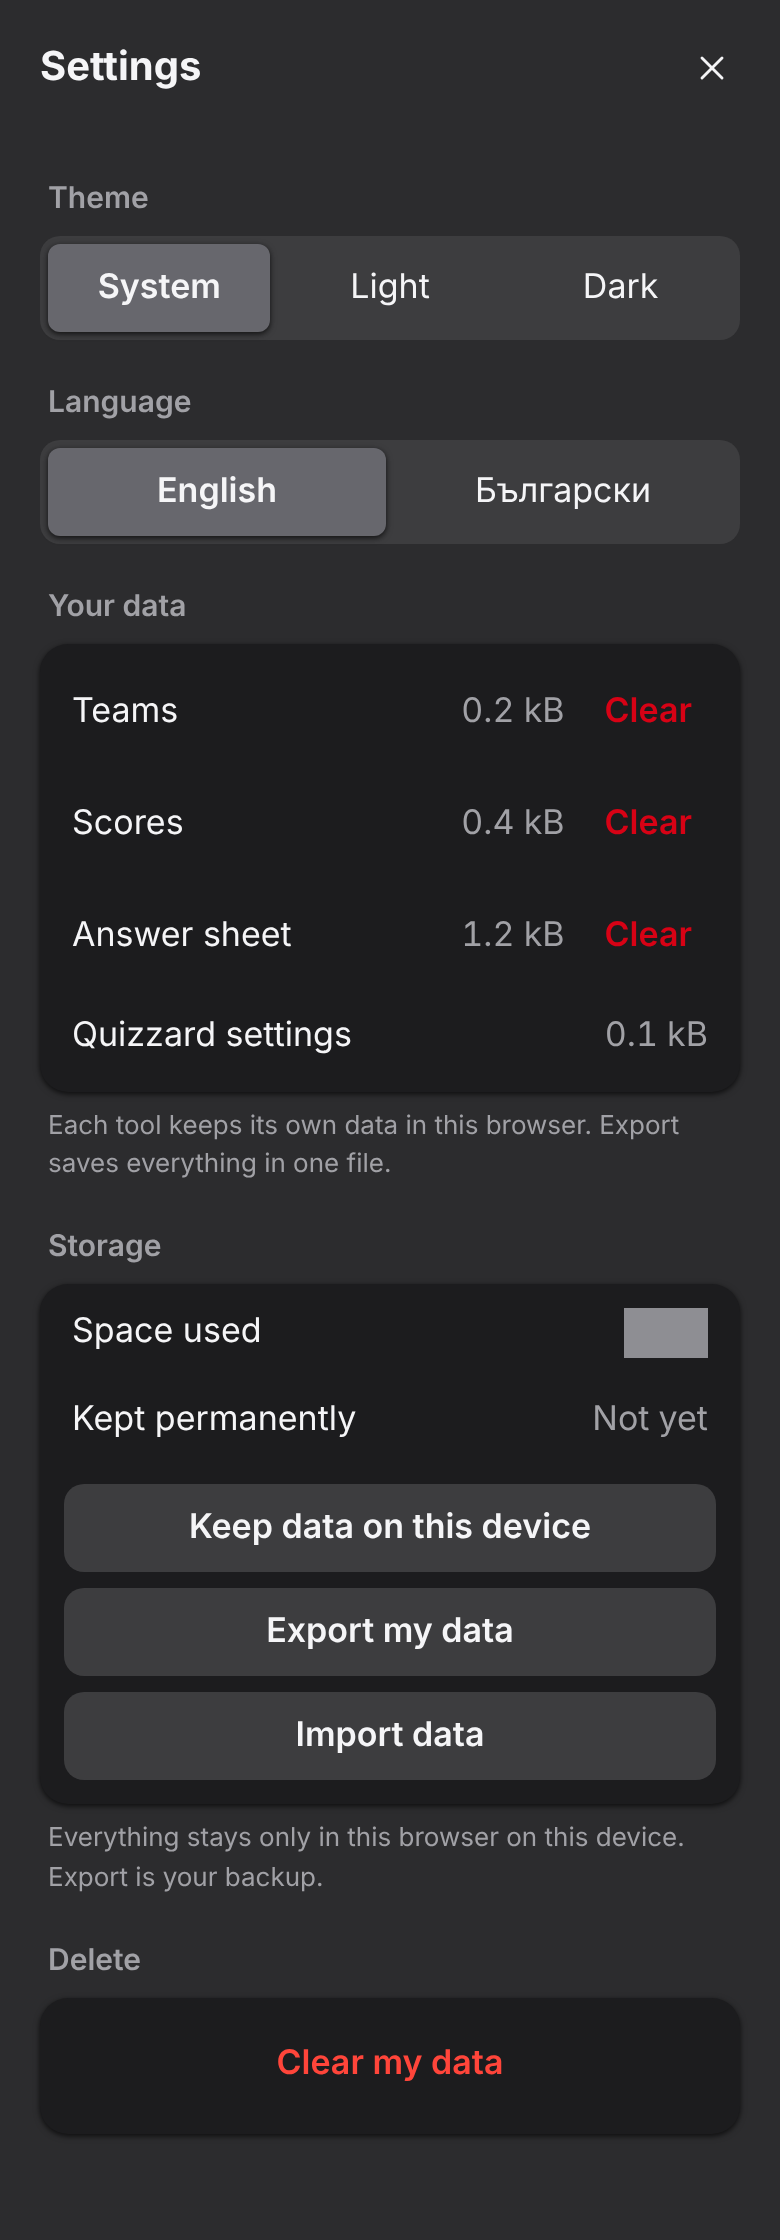 Settings
Theme
System Light Dark
Language
English Български
Your data
Teams 0.2 kB Clear
Scores 0.4 kB Clear
Answer sheet 1.2 kB Clear
Quizzard settings 0.1 kB
Each tool keeps its own data in this browser. Export
saves everything in one file.
Storage
Space used
Kept permanently Not yet
Keep data on this device
Export my data
Import data
Everything stays only in this browser on this device.
Export is your backup.
Delete
Clear my data